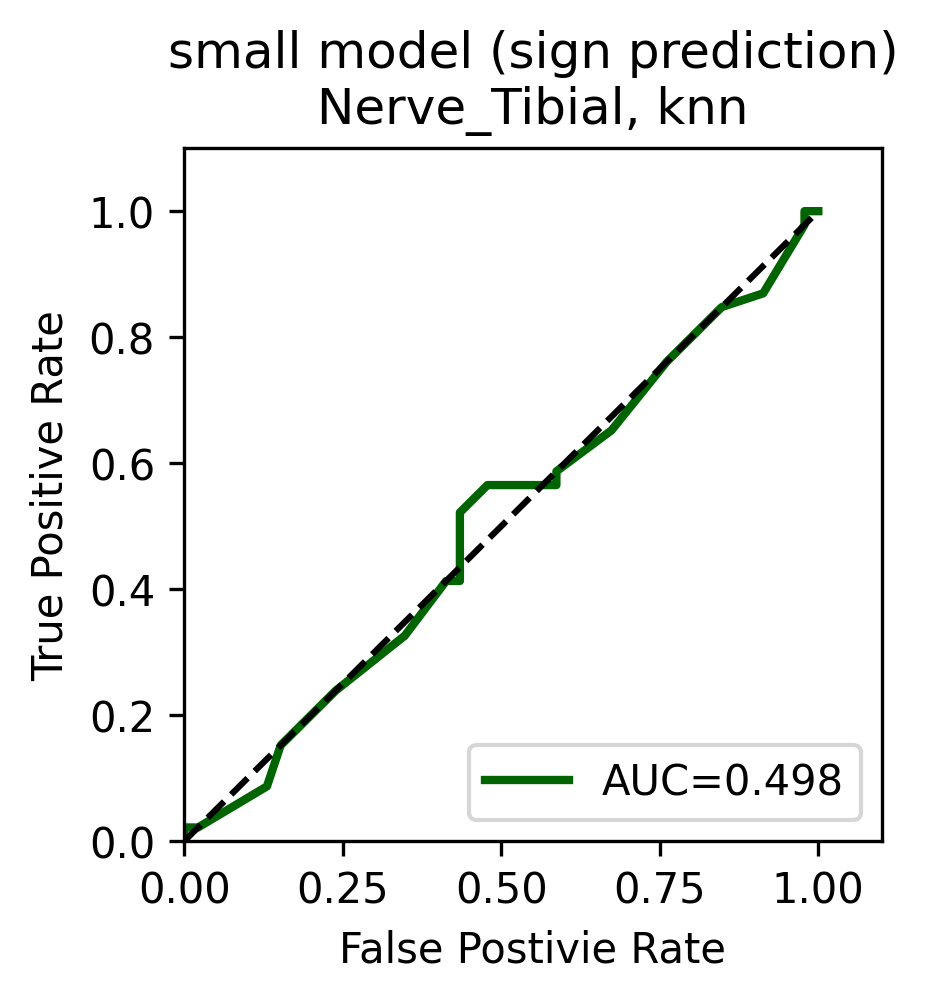 small model (sign prediction)
Nerve_Tibial, knn
True Positive Rate
1.0
0.8
0.6
0.4
0.2
0.0
AUC=0.498
0.00 0.25 0.50 0.75 1.00
False Postivie Rate